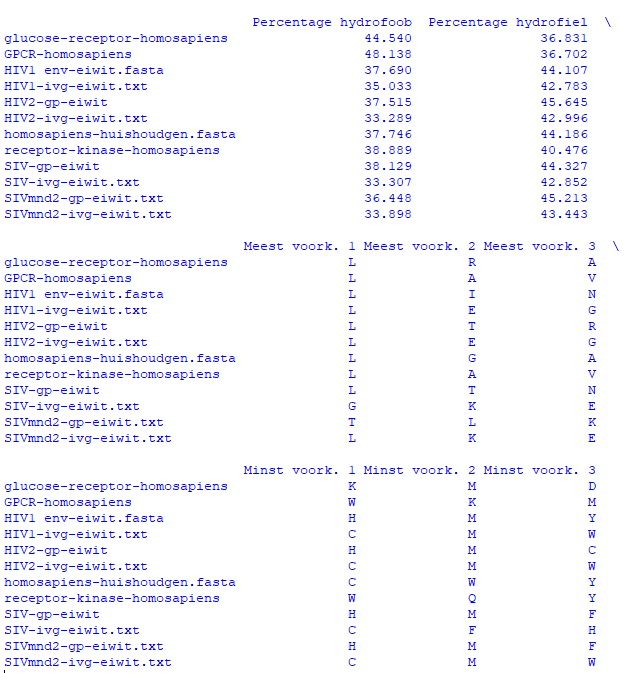 Percentage hydrofoob  Percentage hydrofiel  \
glucose-receptor-homosapiens  44.540  36.831
GPCR-homosapiens  48.138  36.702
HIV1 env-eiwit.fasta  37.690  44.107
HIV1-ivg-eiwit.txt  35.033  42.783
HIV2-gp-eiwit  37.515  45.645
HIV2-ivg-eiwit.txt  33.289  42.996
homosapiens-huishoudgen.fasta  37.746  44.186
receptor-kinase-homosapiens  38.889  40.476
SIV-gp-eiwit  38.129  44.327
SIV-ivg-eiwit.txt  33.307  42.852
SIVmnd2-gp-eiwit.txt  36.448  45.213
SIVmnd2-ivg-eiwit.txt  33.898  43.443
Meest voork. 1 Meest voork. 2 Meest voork. 3  \
glucose-receptor-homosapiens  L  R  A
GPCR-homosapiens  L  A  V
HIV1 env-eiwit.fasta  L  I  N
HIV1-ivg-eiwit.txt  L  E  G
HIV2-gp-eiwit  L  T  R
HIV2-ivg-eiwit.txt  L  E  G
homosapiens-huishoudgen.fasta  L  G  A
receptor-kinase-homosapiens  L  A  V
SIV-gp-eiwit  L  T  N
SIV-ivg-eiwit.txt  G  K  E
SIVmnd2-gp-eiwit.txt  T  L  K
SIVmnd2-ivg-eiwit.txt  L  K  E
Minst voork. 1 Minst voork. 2 Minst voork. 3
glucose-receptor-homosapiens  K  M  D
GPCR-homosapiens  W  K  M
HIV1 env-eiwit.fasta  H  M  Y
HIV1-ivg-eiwit.txt  C  M  W
HIV2-gp-eiwit  H  M  C
HIV2-ivg-eiwit.txt  C  M  W
homosapiens-huishoudgen.fasta  C  W  Y
receptor-kinase-homosapiens  W  Q  Y
SIV-gp-eiwit  H  M  F
SIV-ivg-eiwit.txt  C  F  H
SIVmnd2-gp-eiwit.txt  H  M  F
SIVmnd2-ivg-eiwit.txt  C  M  W